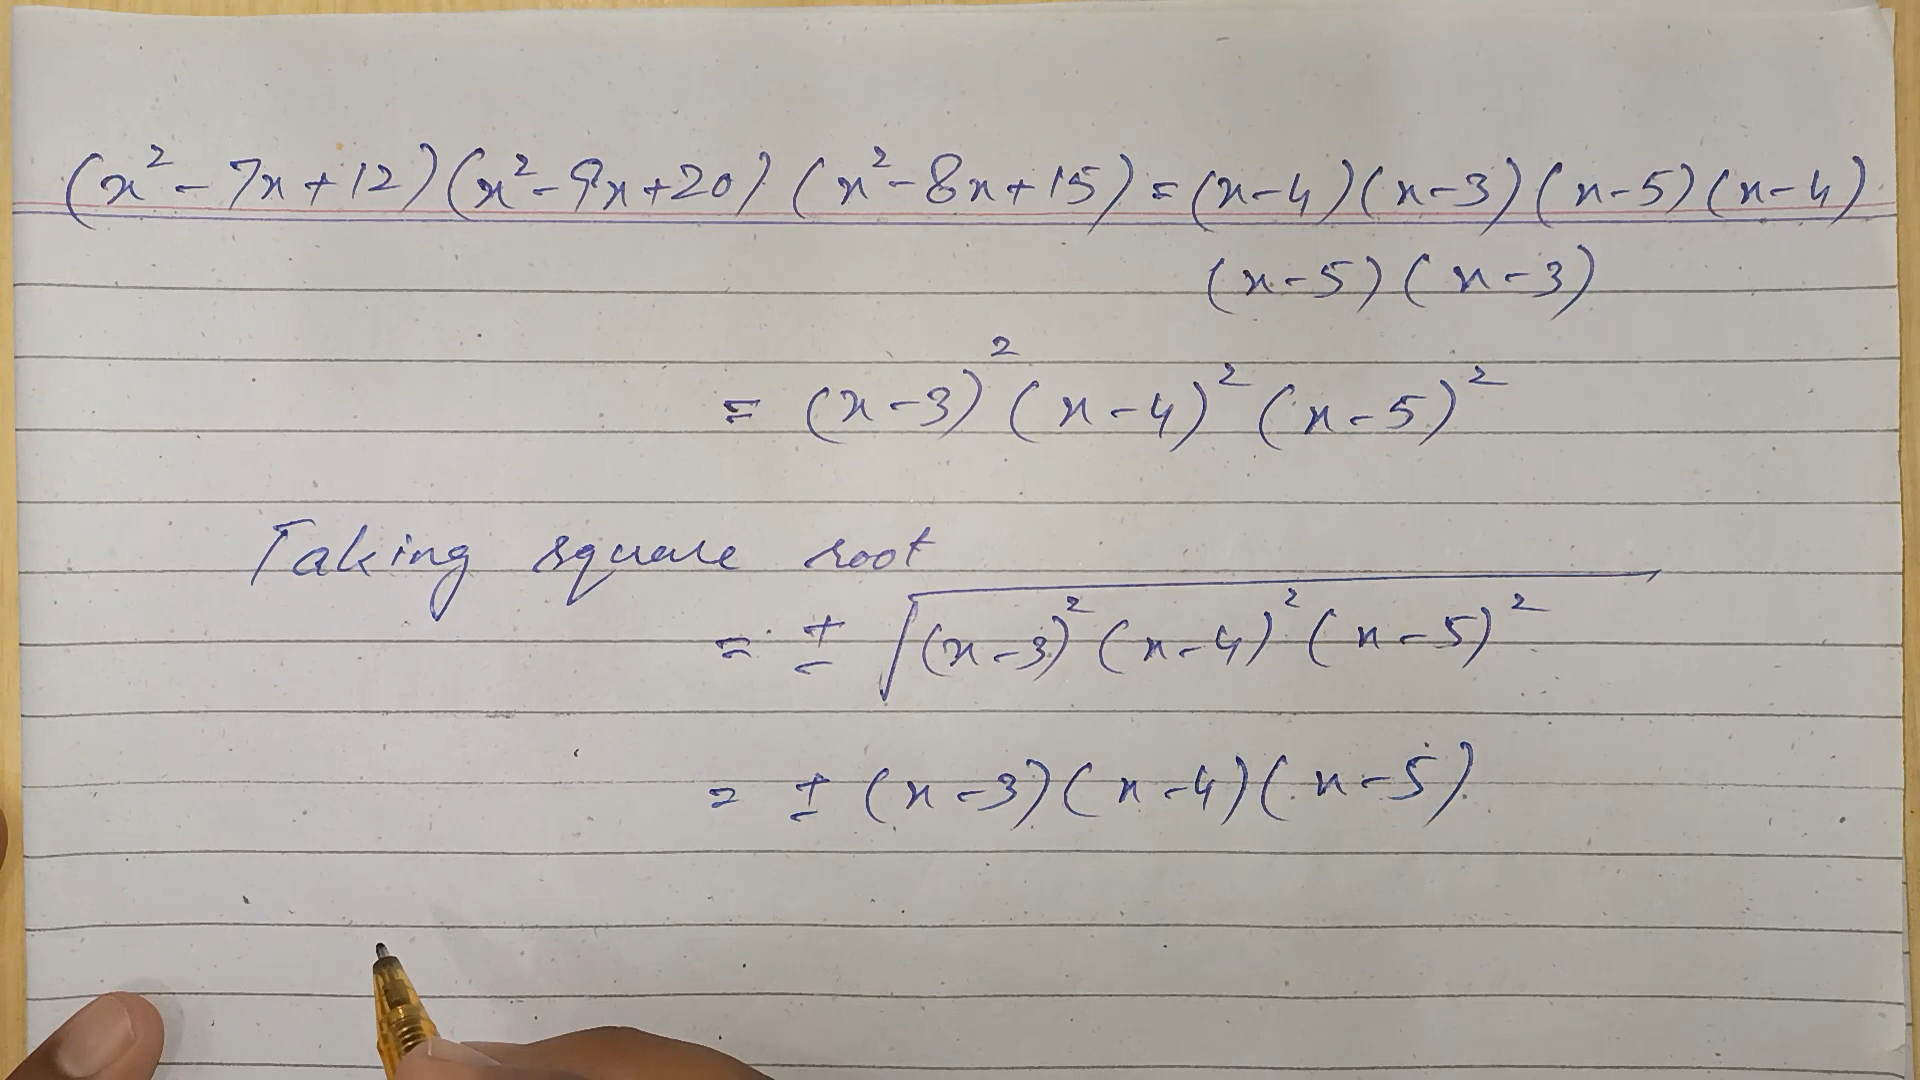 (x² - 7x + 12) (x² - 9x + 20) (x² - 8x + 15) = (x - 4) (x - 3) (x - 5) (x - 4)
(x - 5) (x - 3)
= (x - 3)² (x - 4)² (x - 5)²
Taking square root
= ± √(x - 3)² (x - 4)² (x - 5)²
= ± (x - 3) (x - 4) (x - 5)